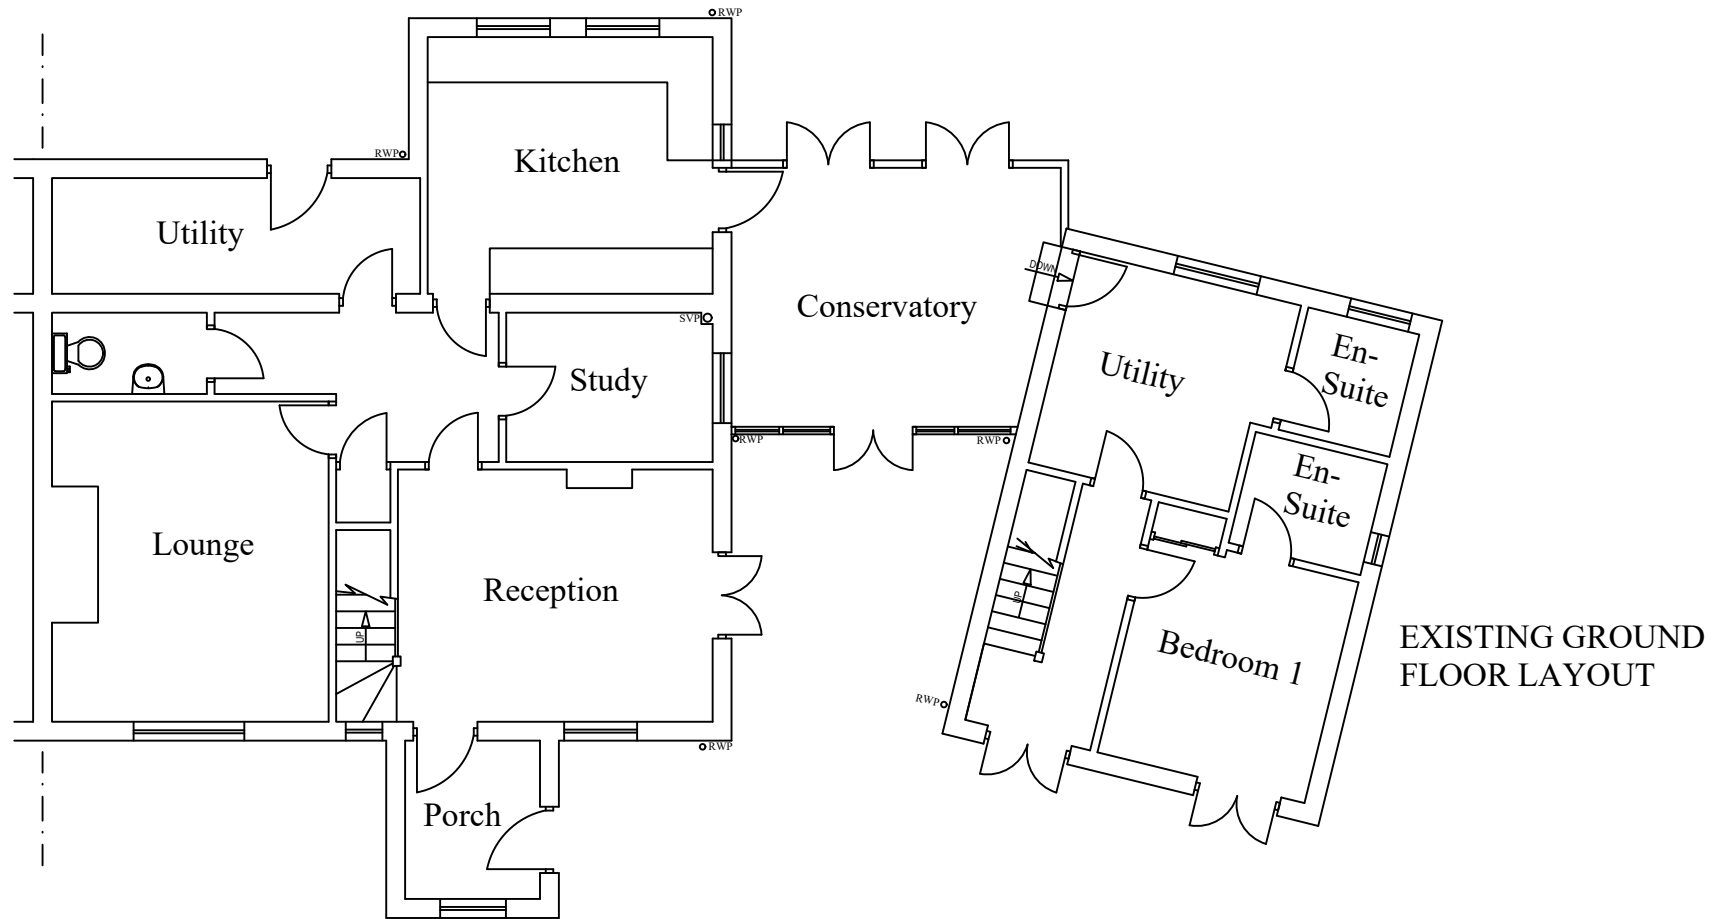 RWP
RWP
Kitchen
Utility
DOWN
Conservatory
SVP
Study
Utility
En-
Suite
RWP
RWP
En-
Suite
Lounge
Reception
UP
UP
Bedroom 1
EXISTING GROUND
FLOOR LAYOUT
RWP
RWP
Porch